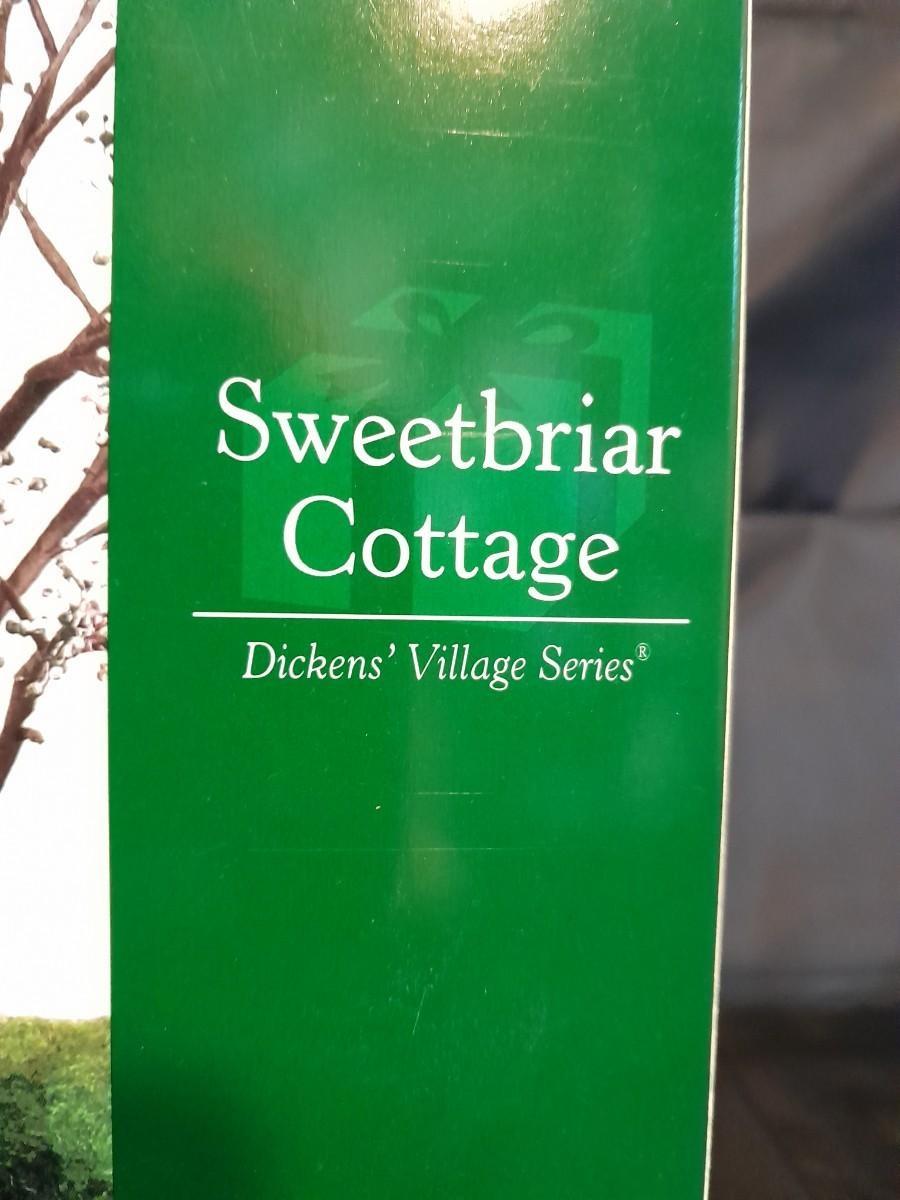 Sweetbriar
Cottage
Dickens’ Village Series®